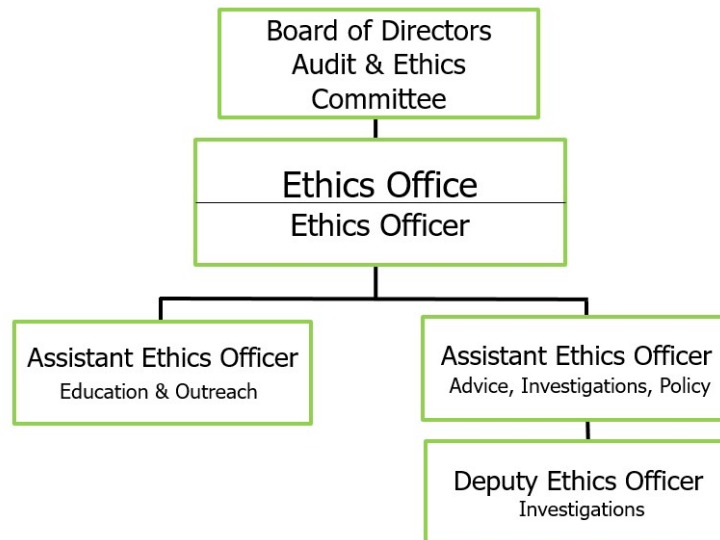 Board of Directors
Audit & Ethics
Committee
Ethics Office
Ethics Officer
Assistant Ethics Officer
Education & Outreach
Assistant Ethics Officer
Advice, Investigations, Policy
Deputy Ethics Officer
Investigations